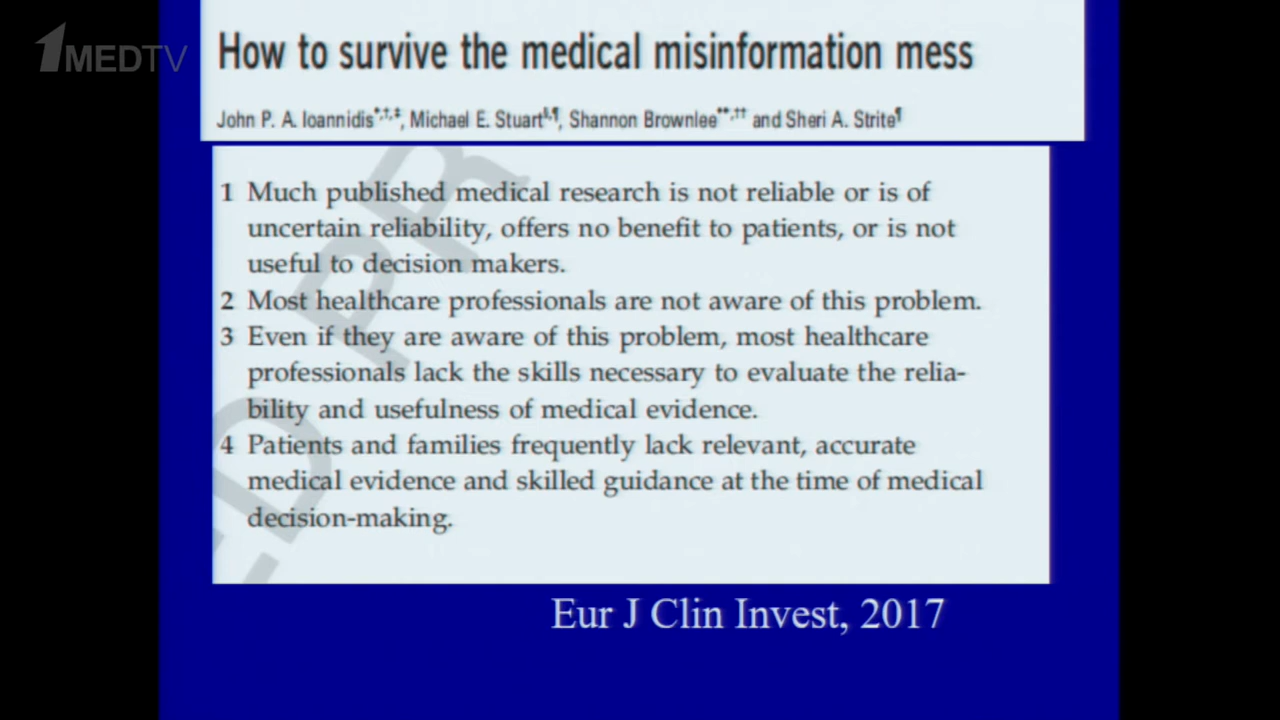 1MEDTV
How to survive the medical misinformation mess
John P. A. Ioannidis*,†,‡, Michael E. Stuart§,¶, Shannon Brownlee**,†† and Sheri A. Strite¶
1 Much published medical research is not reliable or is of
uncertain reliability, offers no benefit to patients, or is not
useful to decision makers.
2 Most healthcare professionals are not aware of this problem.
3 Even if they are aware of this problem, most healthcare
professionals lack the skills necessary to evaluate the relia-
bility and usefulness of medical evidence.
4 Patients and families frequently lack relevant, accurate
medical evidence and skilled guidance at the time of medical
decision-making.
Eur J Clin Invest, 2017